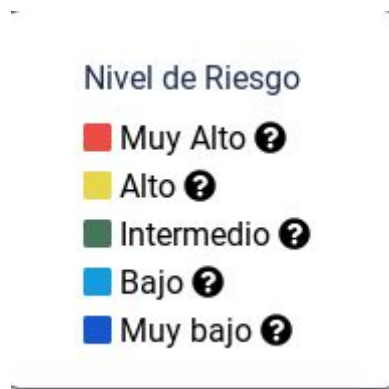 Nivel de Riesgo
Muy Alto ?
Alto ?
Intermedio ?
Bajo ?
Muy bajo ?